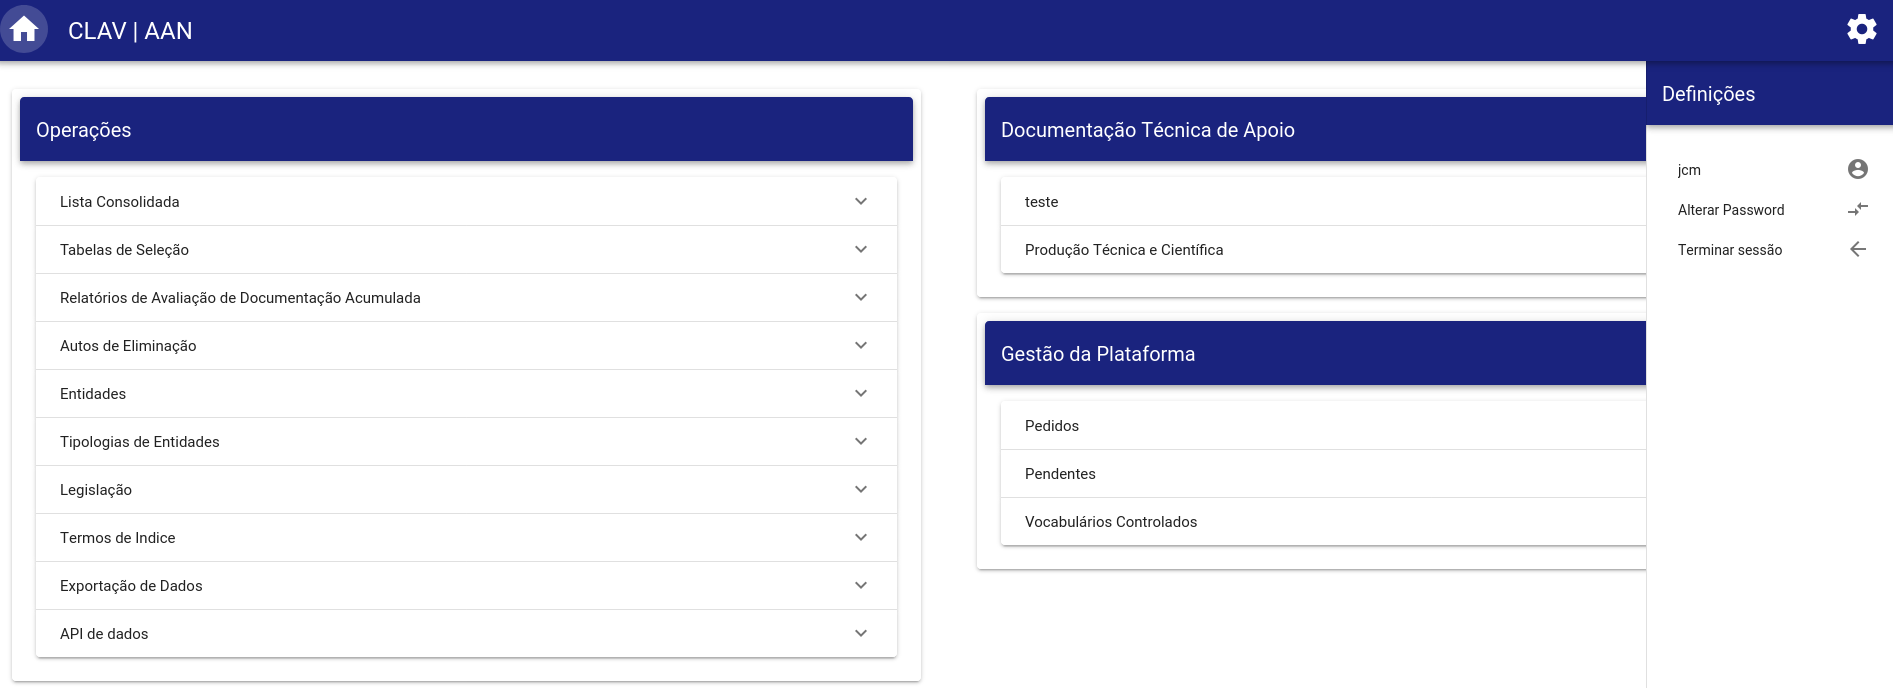 CLAV | AAN
Operações
Lista Consolidada
Tabelas de Seleção
Relatórios de Avaliação de Documentação Acumulada
Autos de Eliminação
Entidades
Tipologias de Entidades
Legislação
Termos de Indice
Exportação de Dados
API de dados
Documentação Técnica de Apoio
teste
Produção Técnica e Científica
Gestão da Plataforma
Pedidos
Pendentes
Vocabulários Controlados
Definições
jcm
Alterar Password
Terminar sessão